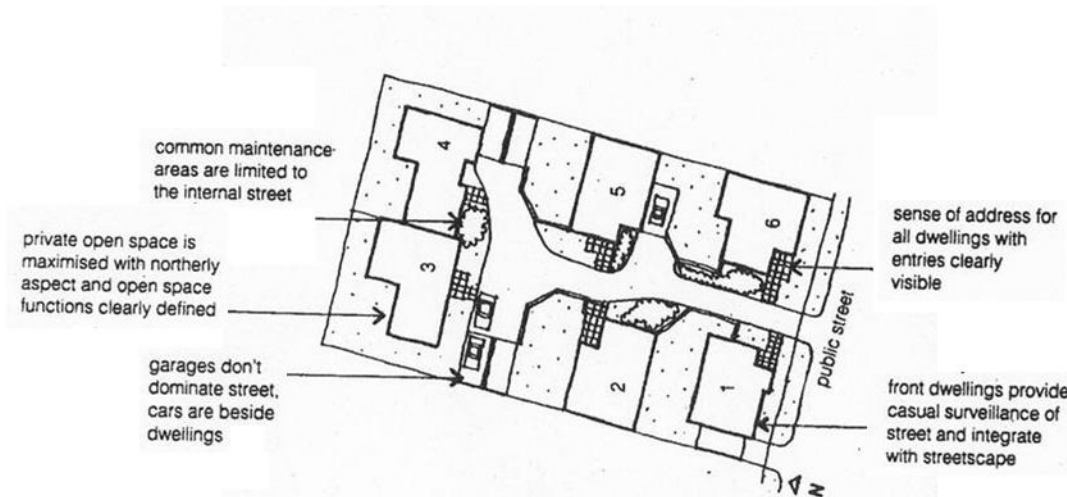 common maintenance
areas are limited to
the internal street
private open space is
maximised with northerly
aspect and open space
functions clearly defined
garages don't
dominate street,
cars are beside
dwellings
4
3
5
6
2
1
public street
N
sense of address for
all dwellings with
entries clearly
visible
front dwellings provide
casual surveillance of
street and integrate
with streetscape